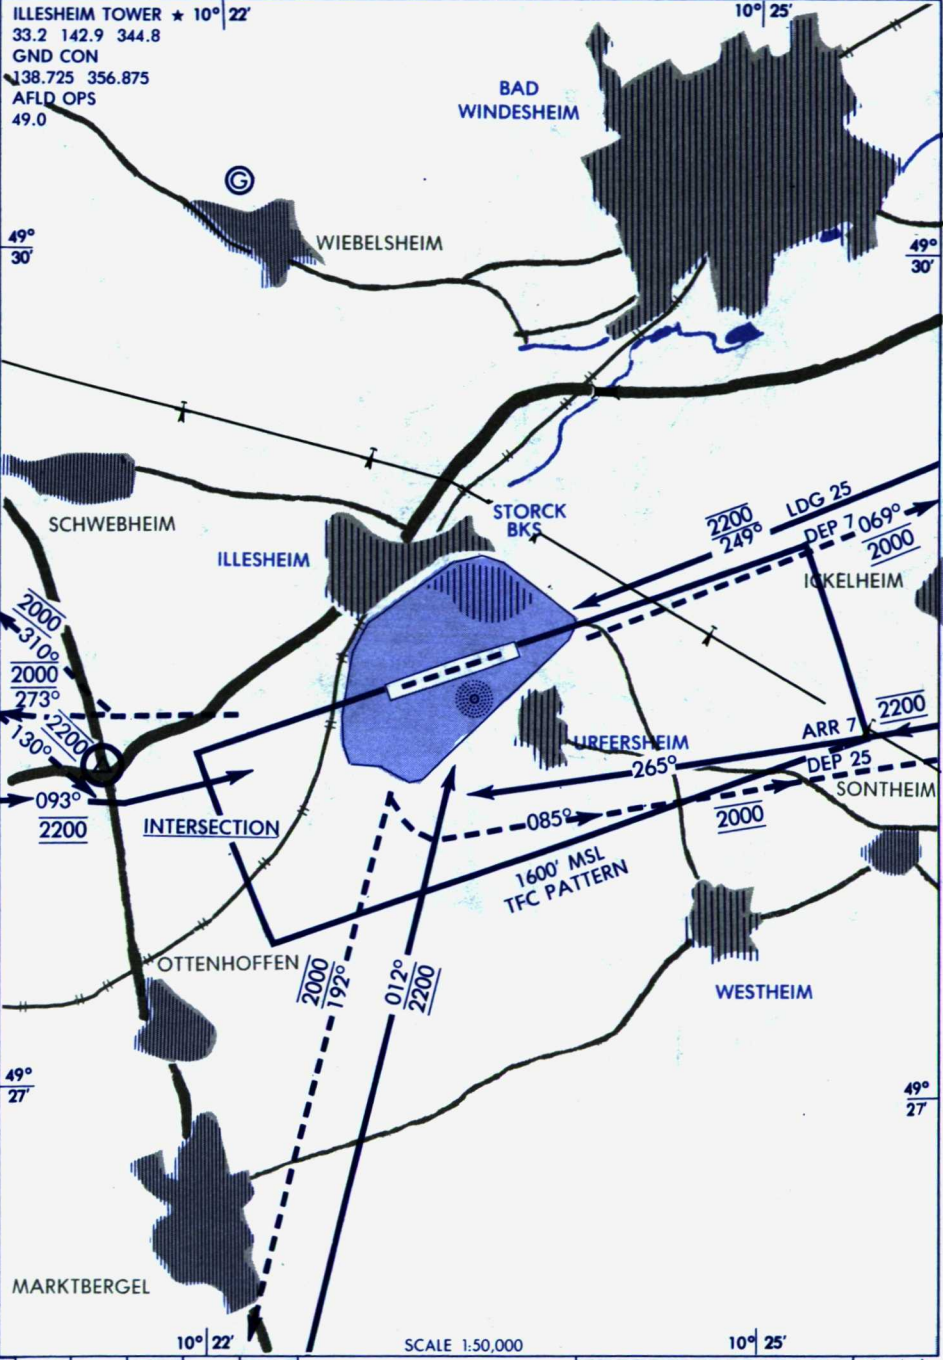 ILLESHEIM TOWER ★ 10° 22'
33.2 142.9 344.8
GND CON
138.725 356.875
AFLD OPS
49.0
10° 25'
BAD
WINDESHEIM
G
WIEBELSHEIM
49°
30'
49°
30'
SCHWEBHEIM
STORCK
BKS
ILLESHEIM
2200
249°
LDG 25
DEP 7
069°
2000
ICKELHEIM
2000
310°
2000
273°
2200
130°
093°
2200
INTERSECTION
URFERSHEIM
265°
ARR 7
2200
DEP 25
SONTHEIM
085°
2000
1600' MSL
TFC PATTERN
OTTENHOFFEN
2000
192°
012°
2200
WESTHEIM
49°
27'
49°
27'
MARKTBERGEL
10° 22'
SCALE 1:50,000
10° 25'